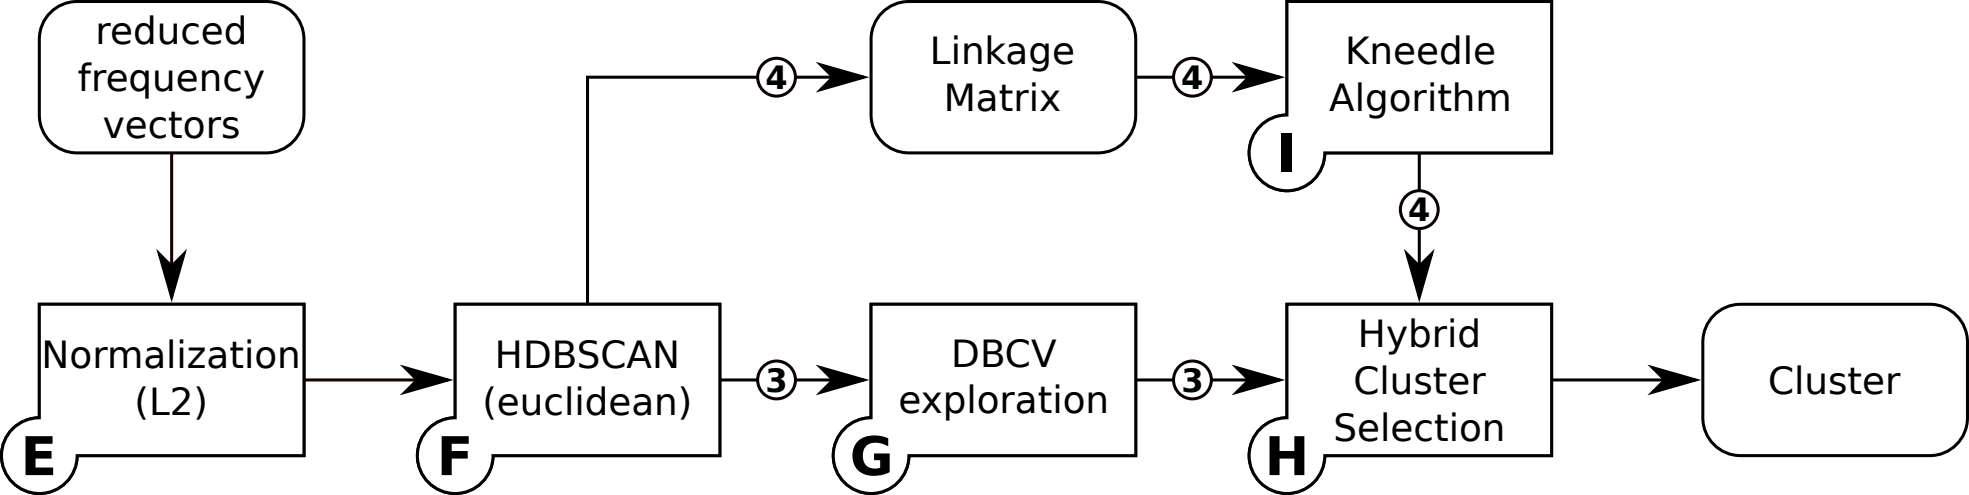 reduced
frequency
vectors
4
Linkage
Matrix
4
Kneedle
Algorithm
I
4
Normalization
(L2)
E
HDBSCAN
(euclidean)
F
3
DBCV
exploration
G
3
Hybrid
Cluster
Selection
H
Cluster